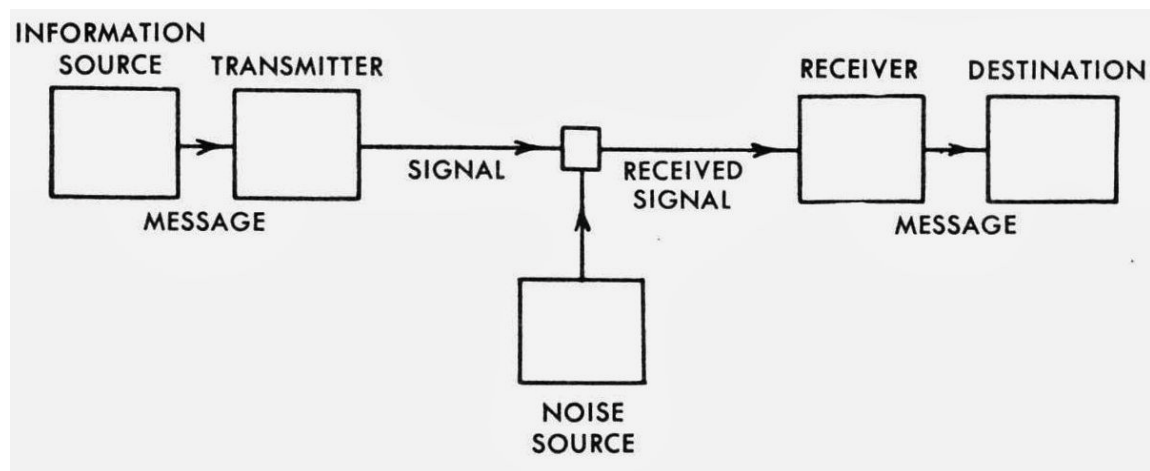 INFORMATION
SOURCE
TRANSMITTER
RECEIVER
DESTINATION
SIGNAL
RECEIVED
SIGNAL
MESSAGE
MESSAGE
NOISE
SOURCE